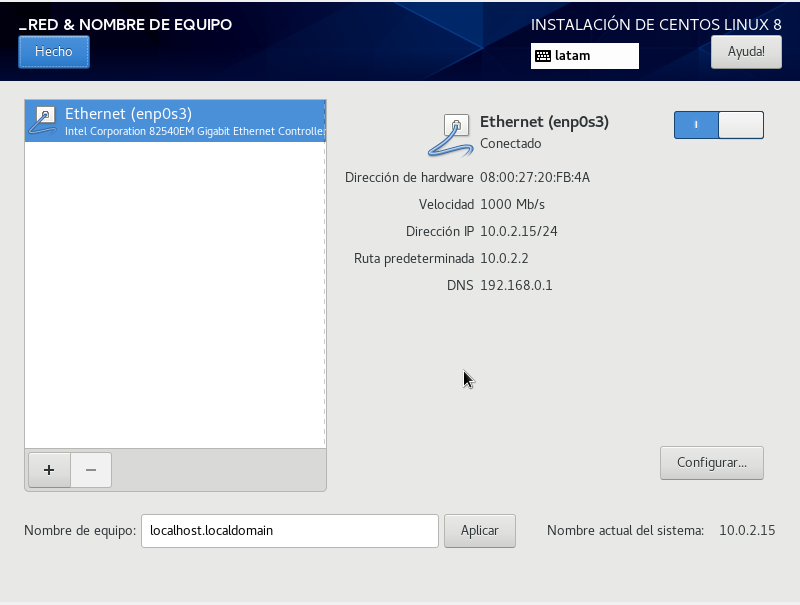 _RED & NOMBRE DE EQUIPO
INSTALACIÓN DE CENTOS LINUX 8
Hecho
latam
Ayuda!
Ethernet (enp0s3)
Intel Corporation 82540EM Gigabit Ethernet Controller
Ethernet (enp0s3)
Conectado
Dirección de hardware 08:00:27:20:FB:4A
Velocidad 1000 Mb/s
Dirección IP 10.0.2.15/24
Ruta predeterminada 10.0.2.2
DNS 192.168.0.1
+ −
Configurar...
Nombre de equipo: localhost.localdomain Aplicar Nombre actual del sistema: 10.0.2.15